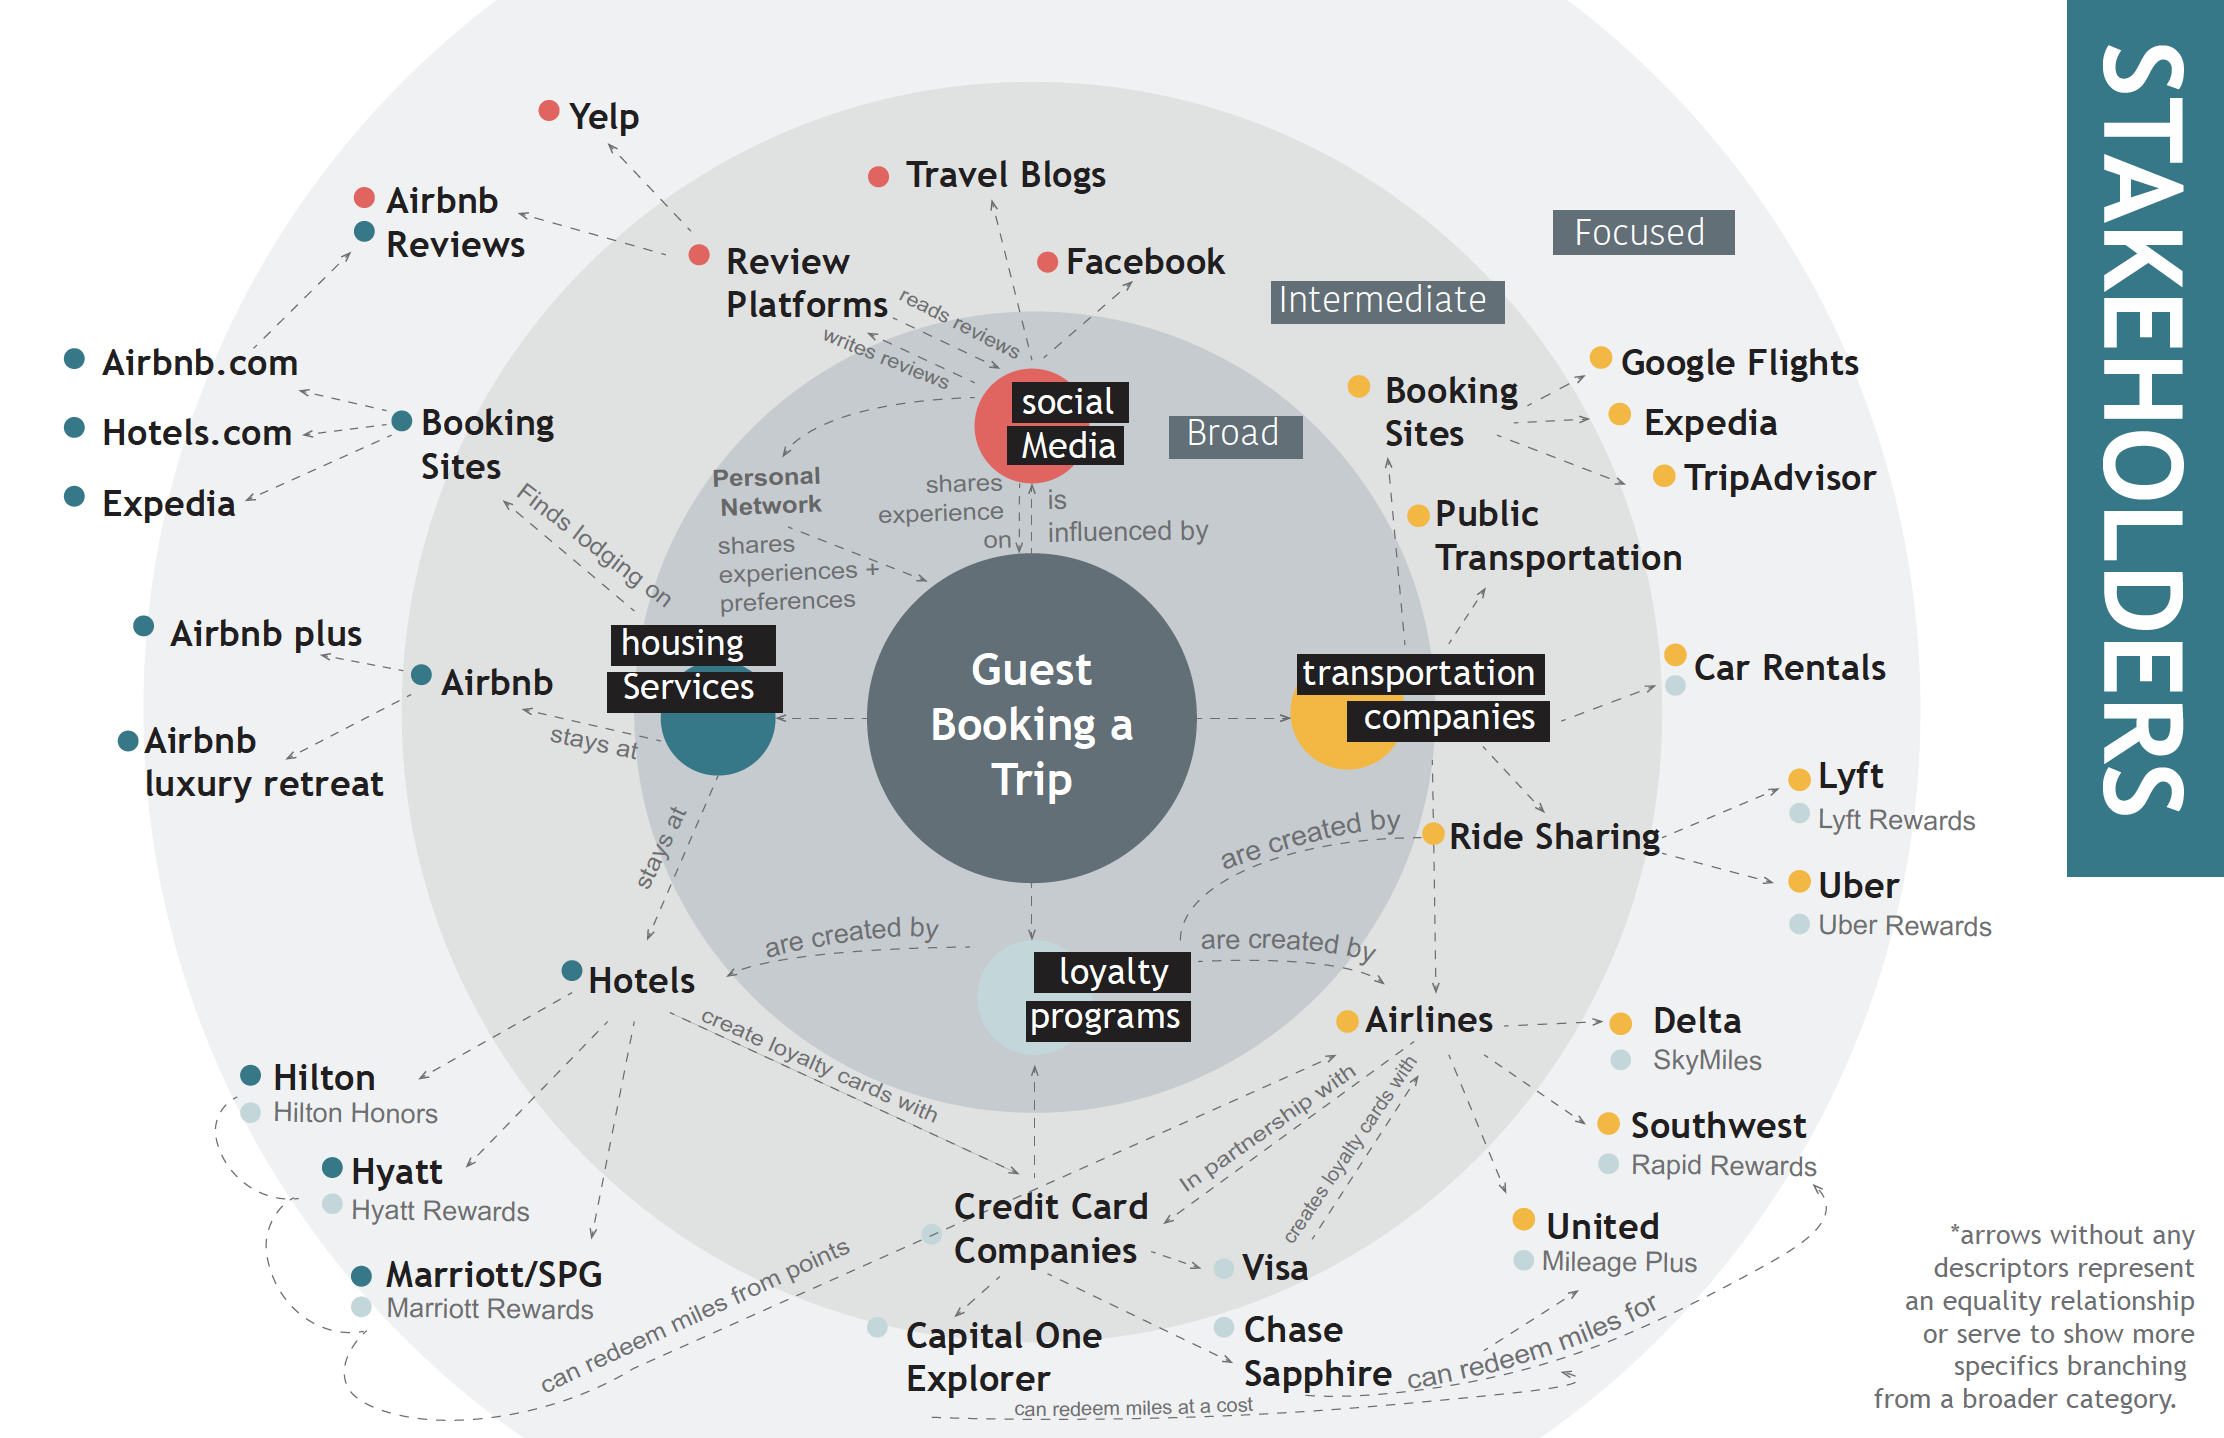 STAKEHOLDERS
Yelp
Travel Blogs
Airbnb
Reviews
Focused
Review
Platforms
Facebook
reads reviews
writes reviews
Intermediate
Airbnb.com
Hotels.com
Expedia
Booking
Sites
Finds lodging on
social
Media
Broad
Personal
Network
shares
experiences +
preferences
shares
experience
on
is
influenced by
Booking
Sites
Google Flights
Expedia
TripAdvisor
Public
Transportation
Airbnb plus
Airbnb
Airbnb
luxury retreat
housing
Services
stays at
stays at
Guest
Booking a
Trip
transportation
companies
Car Rentals
Lyft
Lyft Rewards
Ride Sharing
Uber
Uber Rewards
are created by
are created by
are created by
loyalty
programs
Hotels
create loyalty cards with
Airlines
Delta
SkyMiles
Southwest
Rapid Rewards
United
Mileage Plus
In partnership with
creates loyalty cards with
Hilton
Hilton Honors
Hyatt
Hyatt Rewards
Marriott/SPG
Marriott Rewards
can redeem miles from points
Credit Card
Companies
Visa
Capital One
Explorer
Chase
Sapphire
can redeem miles for
can redeem miles at a cost
*arrows without any
descriptors represent
an equality relationship
or serve to show more
specifics branching
from a broader category.